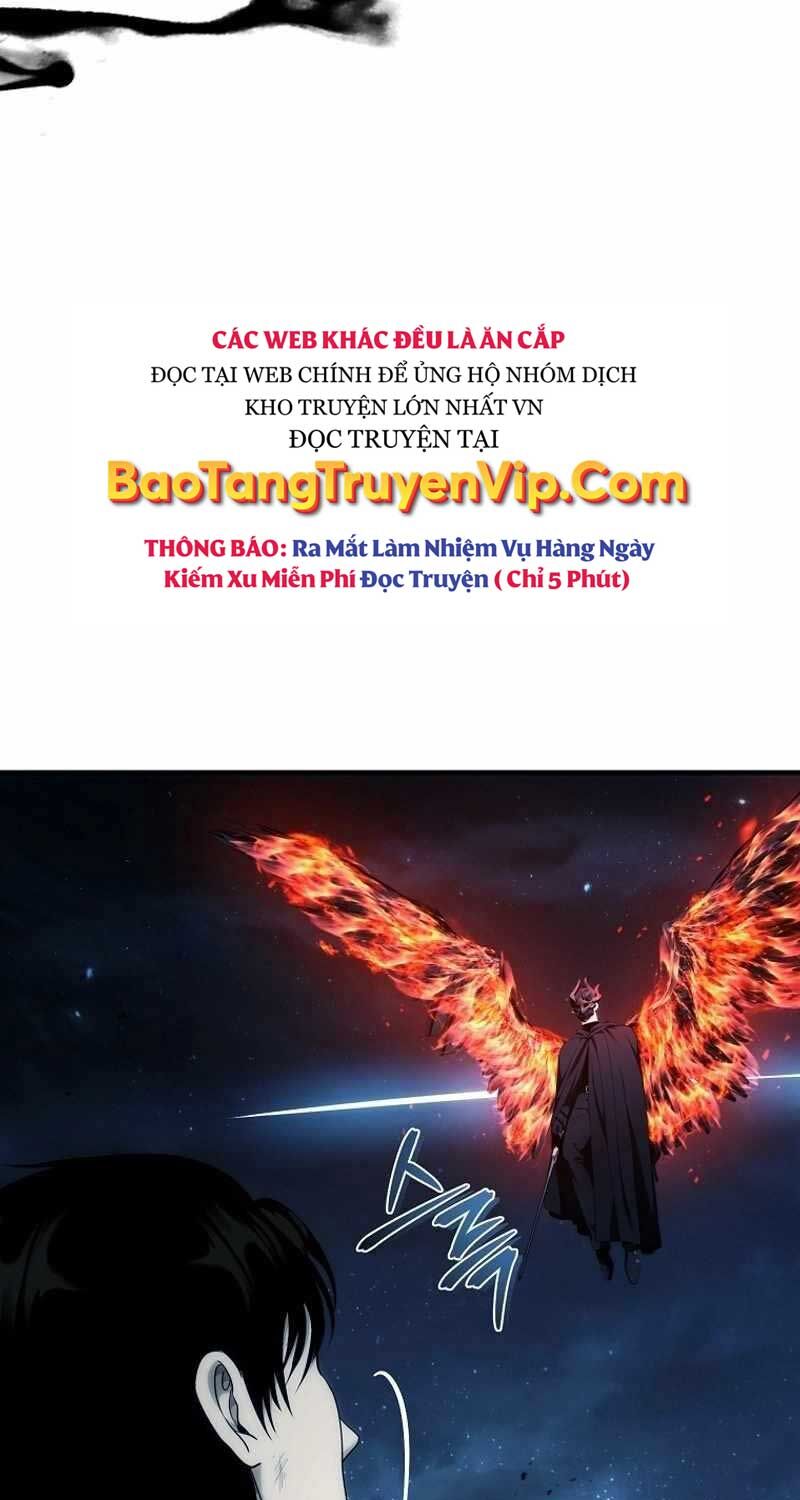 CÁC WEB KHÁC ĐỀU LÀ ĂN CẮP
ĐỌC TẠI WEB CHÍNH ĐỂ ỦNG HỘ NHÓM DỊCH
KHO TRUYỆN LỚN NHẤT VN
ĐỌC TRUYỆN TẠI
BaoTangTruyenVip.Com
THÔNG BÁO: Ra Mắt Làm Nhiệm Vụ Hàng Ngày
Kiếm Xu Miễn Phí Đọc Truyện ( Chỉ 5 Phút)
스윽